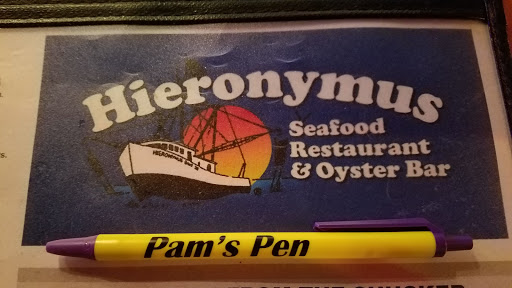 Hieronymus
Seafood
Restaurant
& Oyster Bar
Pam's Pen